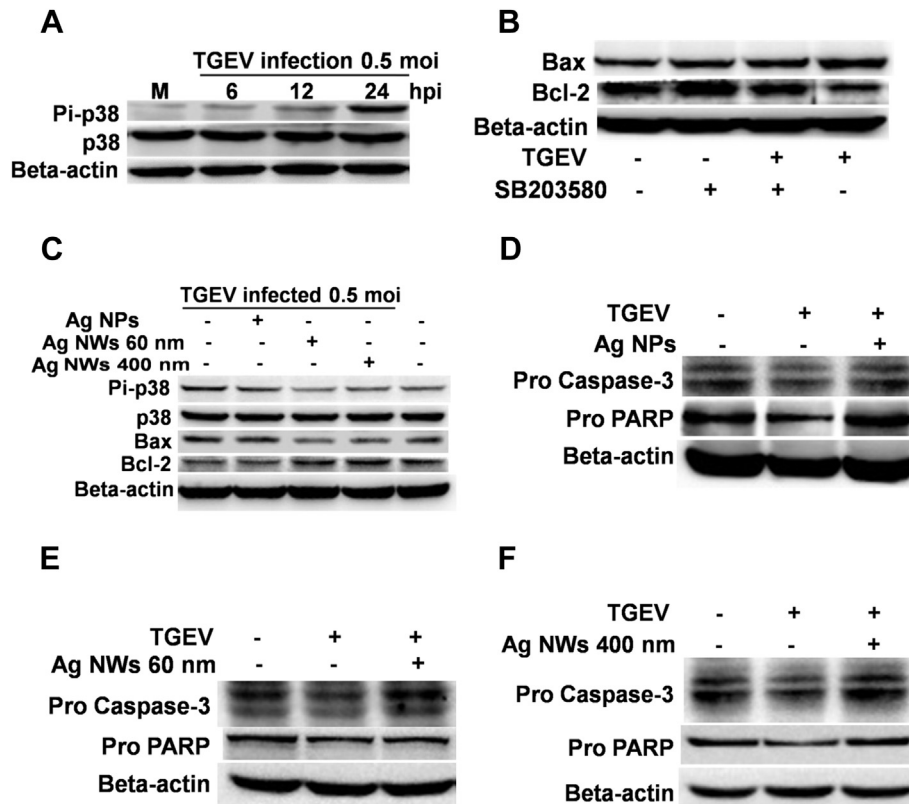 A
TGEV infection 0.5 moi
M 6 12 24 hpi
Pi-p38
p38
Beta-actin
B
Bax
Bcl-2
Beta-actin
TGEV - - + +
SB203580 - + + -
C
TGEV infected 0.5 moi
Ag NPs - + - - -
Ag NWs 60 nm - - + - -
Ag NWs 400 nm - - - + -
Pi-p38
p38
Bax
Bcl-2
Beta-actin
D
TGEV - + +
Ag NPs - - +
Pro Caspase-3
Pro PARP
Beta-actin
E
TGEV - + +
Ag NWs 60 nm - - +
Pro Caspase-3
Pro PARP
Beta-actin
F
TGEV - + +
Ag NWs 400 nm - - +
Pro Caspase-3
Pro PARP
Beta-actin